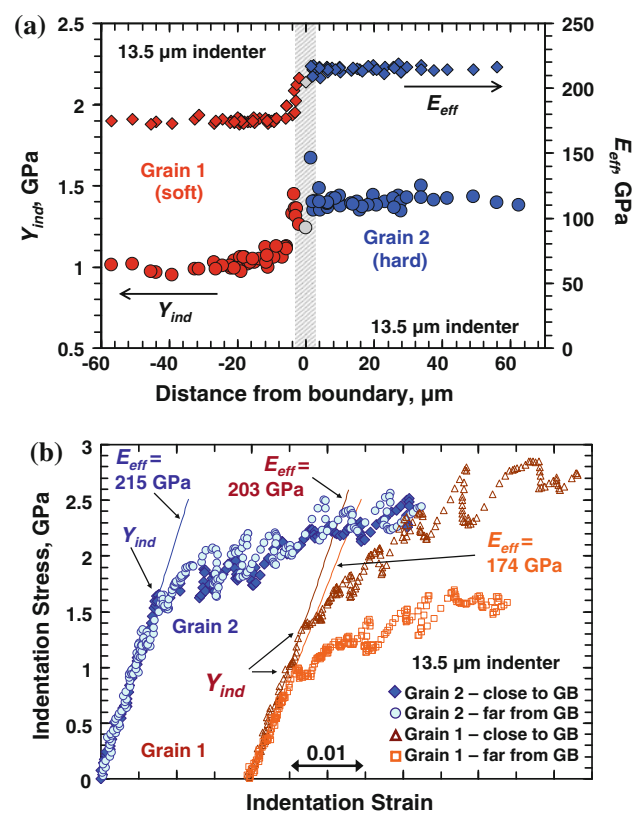 (a)
13.5 µm indenter
2.5
2
1.5
1
0.5
250
200
150
100
50
0
E_eff
Grain 1
(soft)
Grain 2
(hard)
Y_ind
13.5 µm indenter
Y_ind, GPa
E_eff, GPa
-60 -40 -20 0 20 40 60
Distance from boundary, µm
(b)
3
2.5
2
1.5
1
0.5
0
E_eff =
215 GPa
E_eff =
203 GPa
Y_ind
E_eff =
174 GPa
Grain 2
Y_ind
13.5 µm indenter
Grain 2 – close to GB
Grain 2 – far from GB
Grain 1 – close to GB
Grain 1 – far from GB
Grain 1
0.01
Indentation Stress, GPa
Indentation Strain